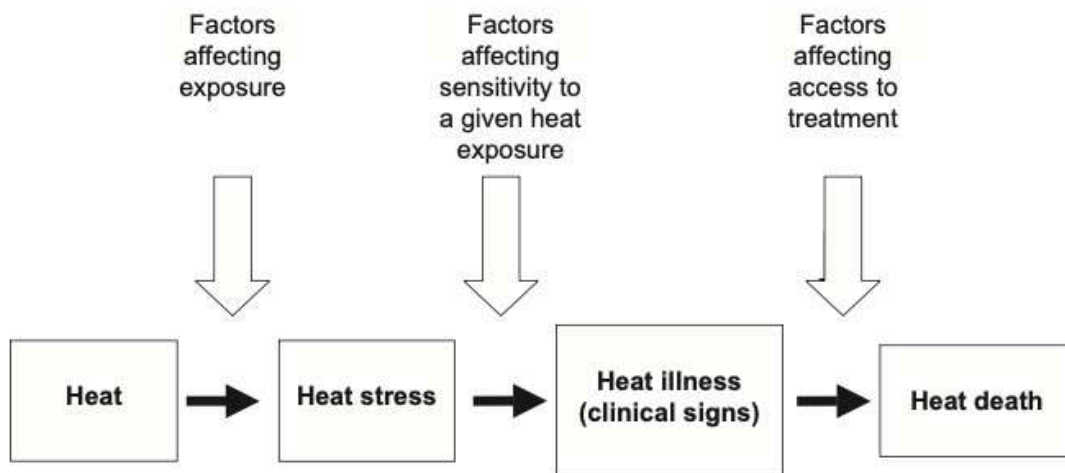 Factors
affecting
exposure
Factors
affecting
sensitivity to
a given heat
exposure
Factors
affecting
access to
treatment
Heat
Heat stress
Heat illness
(clinical signs)
Heat death